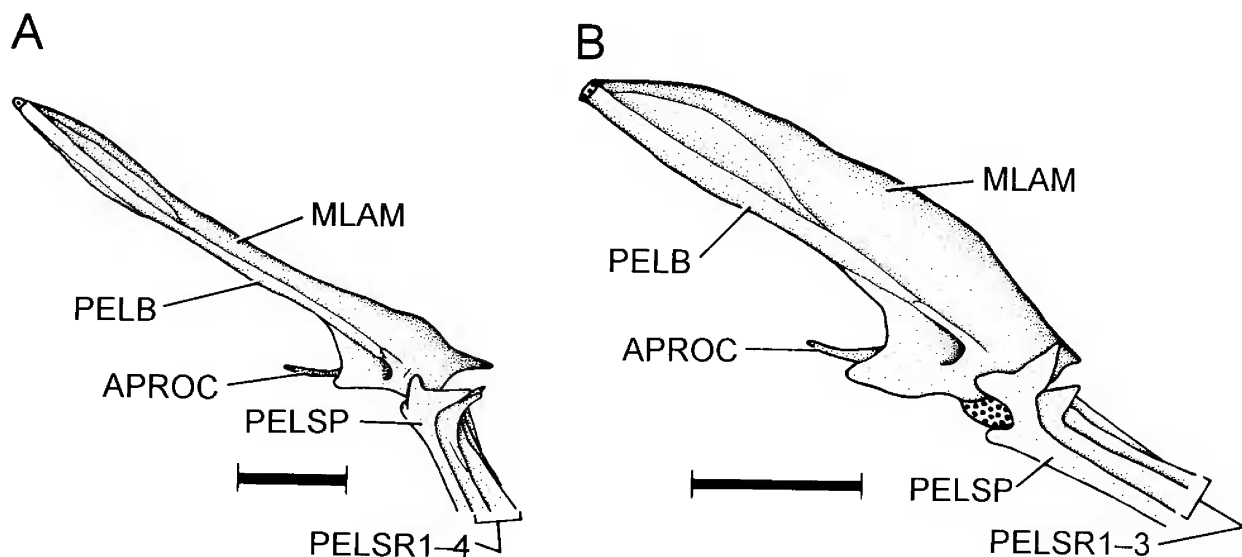 A
MLAM
PELB
APROC
PELSP
PELSR1–4
B
MLAM
PELB
APROC
PELSP
PELSR1–3